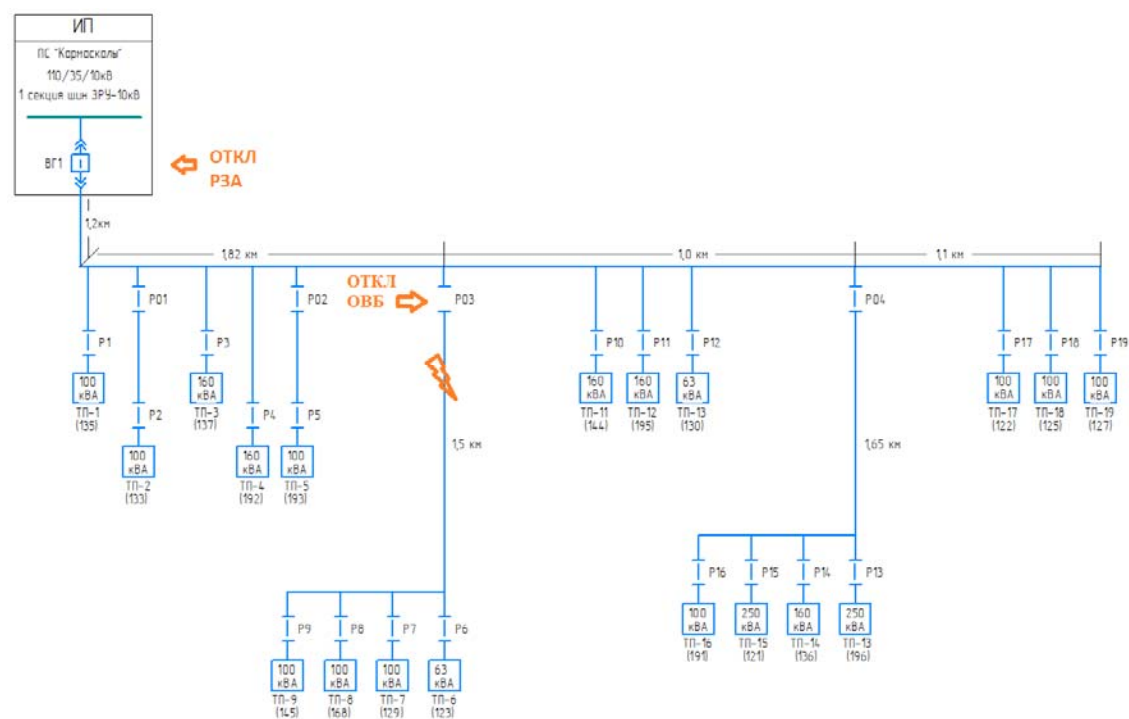 ИП
ПС "Кармаскалы"
110/35/10кВ
1 секция шин ЗРУ-10кВ
ВГ1
ОТКЛ
РЗА
1,2км
1,82 км
1,0 км
1,1 км
ОТКЛ
ОВБ
Р01
Р02
Р03
Р04
Р1
Р3
Р10
Р11
Р12
Р17
Р18
Р19
100
кВА
ТП-1
(135)
160
кВА
ТП-3
(137)
160
кВА
ТП-11
(144)
160
кВА
ТП-12
(195)
63
кВА
ТП-13
(130)
100
кВА
ТП-17
(122)
100
кВА
ТП-18
(125)
100
кВА
ТП-19
(127)
Р2
Р4
Р5
100
кВА
ТП-2
(133)
160
кВА
ТП-4
(192)
100
кВА
ТП-5
(193)
1,5 км
1,65 км
Р16
Р15
Р14
Р13
100
кВА
ТП-16
(191)
250
кВА
ТП-15
(121)
160
кВА
ТП-14
(136)
250
кВА
ТП-13
(196)
Р9
Р8
Р7
Р6
100
кВА
ТП-9
(145)
100
кВА
ТП-8
(168)
100
кВА
ТП-7
(129)
63
кВА
ТП-6
(123)